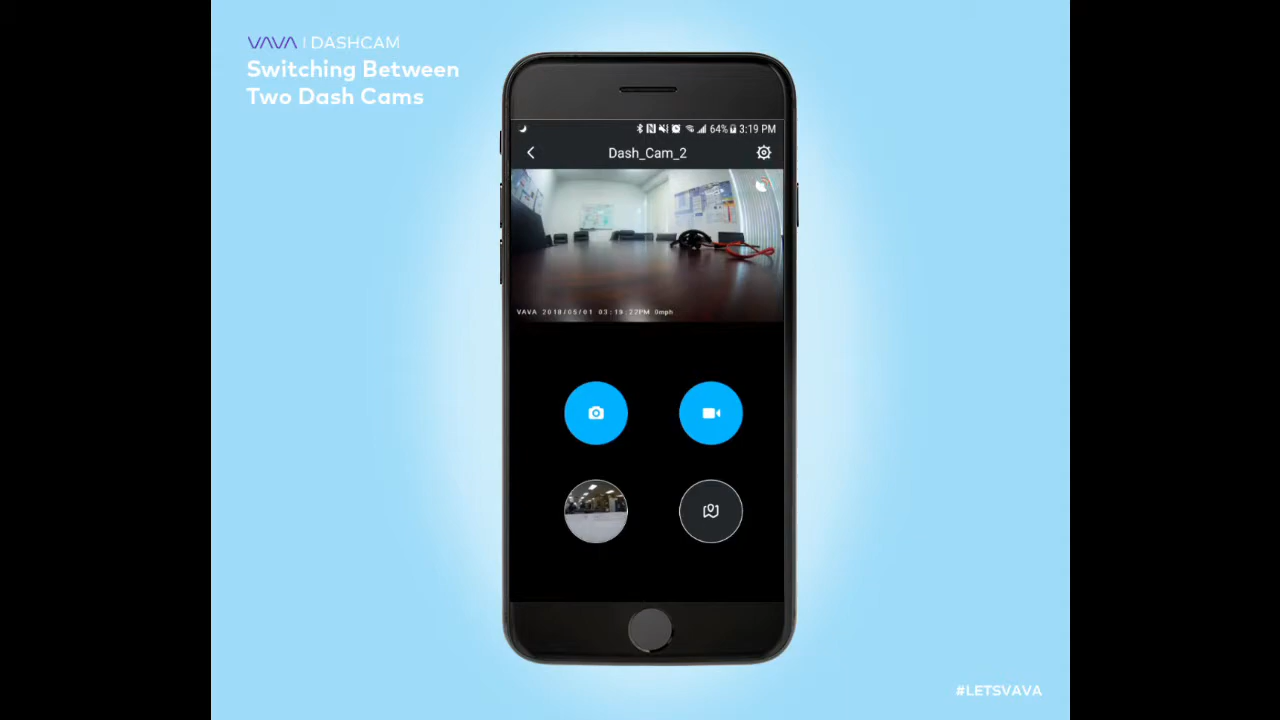 VAVA | DASHCAM
Switching Between
Two Dash Cams
64% 3:19 PM
Dash_Cam_2
VAVA 2018/05/01 03:19:22PM 0mph
#LETSVAVA